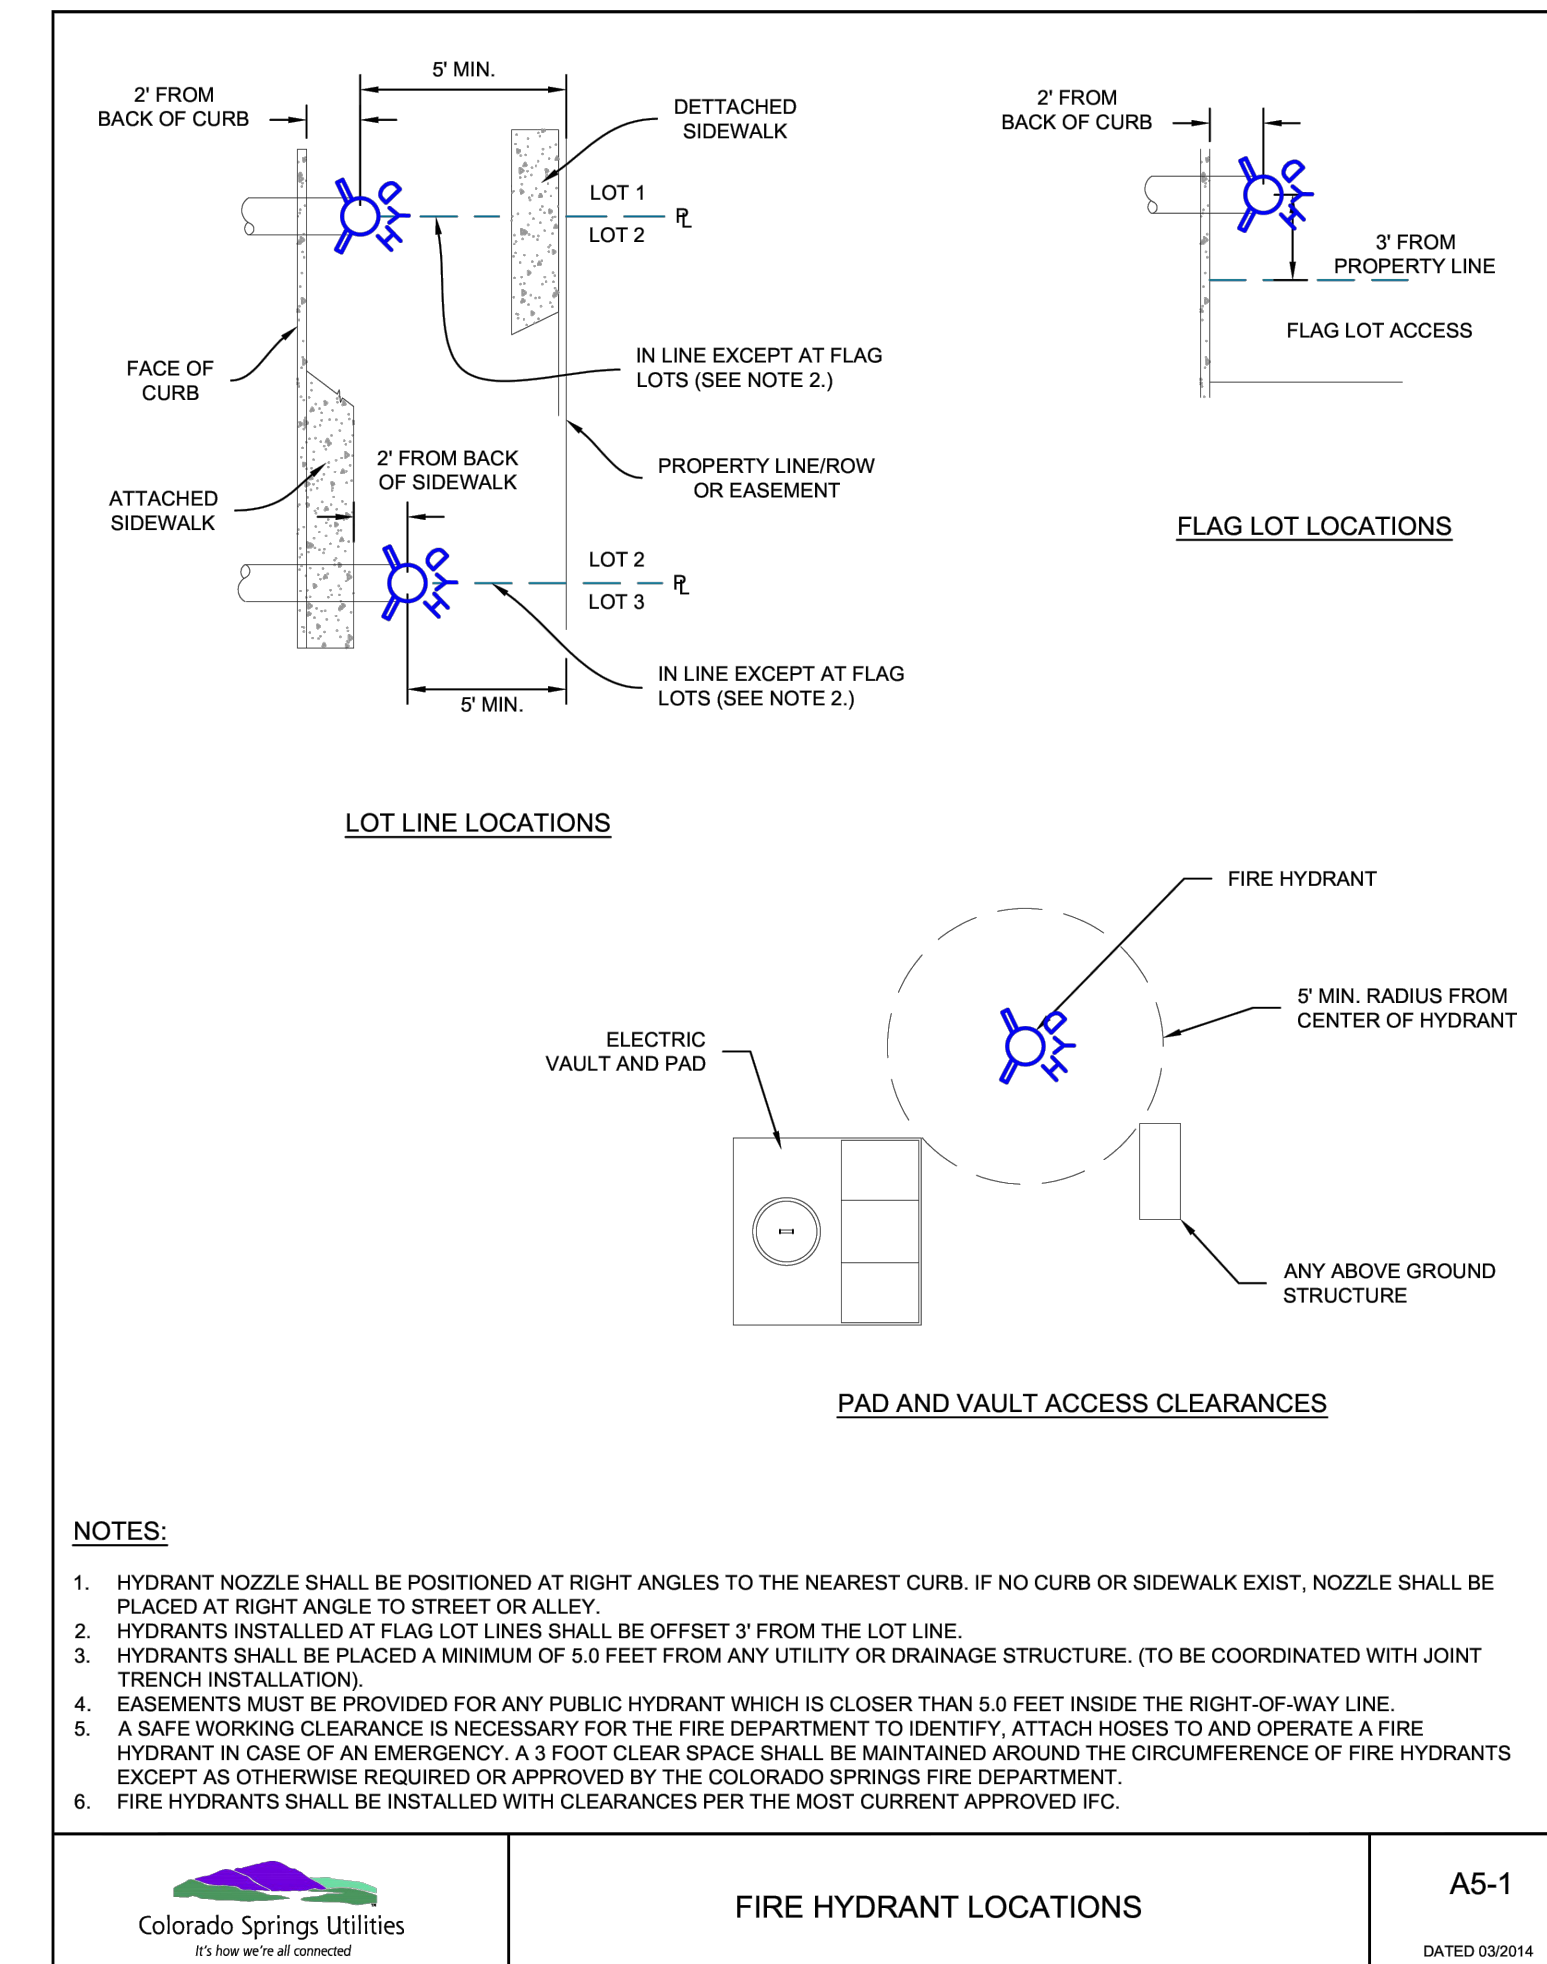 5' MIN.
2' FROM
BACK OF CURB
DETTACHED
SIDEWALK
LOT 1
LOT 2
PL
HYD
IN LINE EXCEPT AT FLAG
LOTS (SEE NOTE 2.)
FACE OF
CURB
2' FROM BACK
OF SIDEWALK
PROPERTY LINE/ROW
OR EASEMENT
ATTACHED
SIDEWALK
LOT 2
LOT 3
PL
HYD
IN LINE EXCEPT AT FLAG
LOTS (SEE NOTE 2.)
5' MIN.
LOT LINE LOCATIONS
2' FROM
BACK OF CURB
HYD
3' FROM
PROPERTY LINE
FLAG LOT ACCESS
FLAG LOT LOCATIONS
FIRE HYDRANT
5' MIN. RADIUS FROM
CENTER OF HYDRANT
HYD
ELECTRIC
VAULT AND PAD
ANY ABOVE GROUND
STRUCTURE
PAD AND VAULT ACCESS CLEARANCES
NOTES:
1. HYDRANT NOZZLE SHALL BE POSITIONED AT RIGHT ANGLES TO THE NEAREST CURB. IF NO CURB OR SIDEWALK EXIST, NOZZLE SHALL BE
PLACED AT RIGHT ANGLE TO STREET OR ALLEY.
2. HYDRANTS INSTALLED AT FLAG LOT LINES SHALL BE OFFSET 3' FROM THE LOT LINE.
3. HYDRANTS SHALL BE PLACED A MINIMUM OF 5.0 FEET FROM ANY UTILITY OR DRAINAGE STRUCTURE. (TO BE COORDINATED WITH JOINT
TRENCH INSTALLATION).
4. EASEMENTS MUST BE PROVIDED FOR ANY PUBLIC HYDRANT WHICH IS CLOSER THAN 5.0 FEET INSIDE THE RIGHT-OF-WAY LINE.
5. A SAFE WORKING CLEARANCE IS NECESSARY FOR THE FIRE DEPARTMENT TO IDENTIFY, ATTACH HOSES TO AND OPERATE A FIRE
HYDRANT IN CASE OF AN EMERGENCY. A 3 FOOT CLEAR SPACE SHALL BE MAINTAINED AROUND THE CIRCUMFERENCE OF FIRE HYDRANTS
EXCEPT AS OTHERWISE REQUIRED OR APPROVED BY THE COLORADO SPRINGS FIRE DEPARTMENT.
6. FIRE HYDRANTS SHALL BE INSTALLED WITH CLEARANCES PER THE MOST CURRENT APPROVED IFC.
Colorado Springs Utilities
It's how we're all connected
FIRE HYDRANT LOCATIONS
A5-1
DATED 03/2014